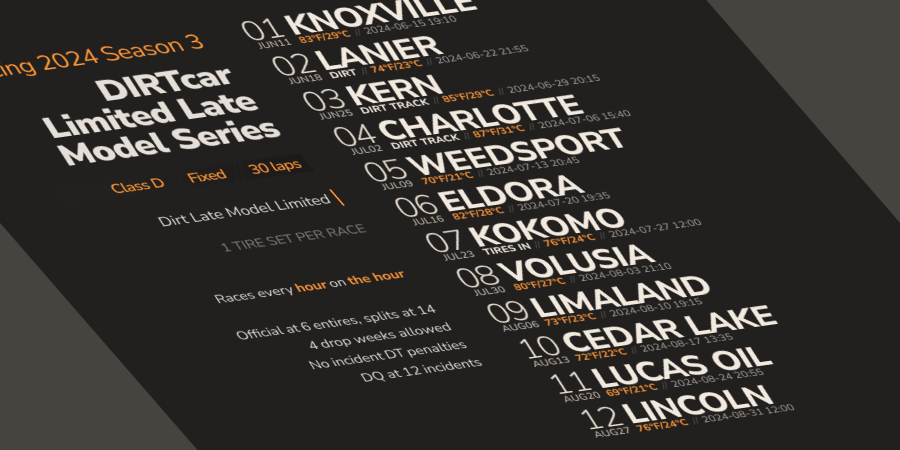 ing 2024 Season 3
DIRTcar
Limited Late
Model Series
Class D Fixed 30 laps
Dirt Late Model Limited
1 TIRE SET PER RACE
Races every hour on the hour
Official at 6 entires, splits at 14
4 drop weeks allowed
No incident DT penalties
DQ at 12 incidents
01 KNOXVILLE
JUN11 83°F/29°C // 2024-06-15 19:10
02 LANIER
JUN18 DIRT // 74°F/23°C // 2024-06-22 21:55
03 KERN
JUN25 DIRT TRACK // 85°F/29°C // 2024-06-29 20:15
04 CHARLOTTE
JUL02 DIRT TRACK // 87°F/31°C // 2024-07-06 15:40
05 WEEDSPORT
JUL09 70°F/21°C // 2024-07-13 20:45
06 ELDORA
JUL16 82°F/28°C // 2024-07-20 19:35
07 KOKOMO
JUL23 TIRES IN // 76°F/24°C // 2024-07-27 12:00
08 VOLUSIA
JUL30 80°F/27°C // 2024-08-03 21:10
09 LIMALAND
AUG06 73°F/23°C // 2024-08-10 19:15
10 CEDAR LAKE
AUG13 72°F/22°C // 2024-08-17 13:35
11 LUCAS OIL
AUG20 69°F/21°C // 2024-08-24 20:55
12 LINCOLN
AUG27 76°F/24°C // 2024-08-31 12:00